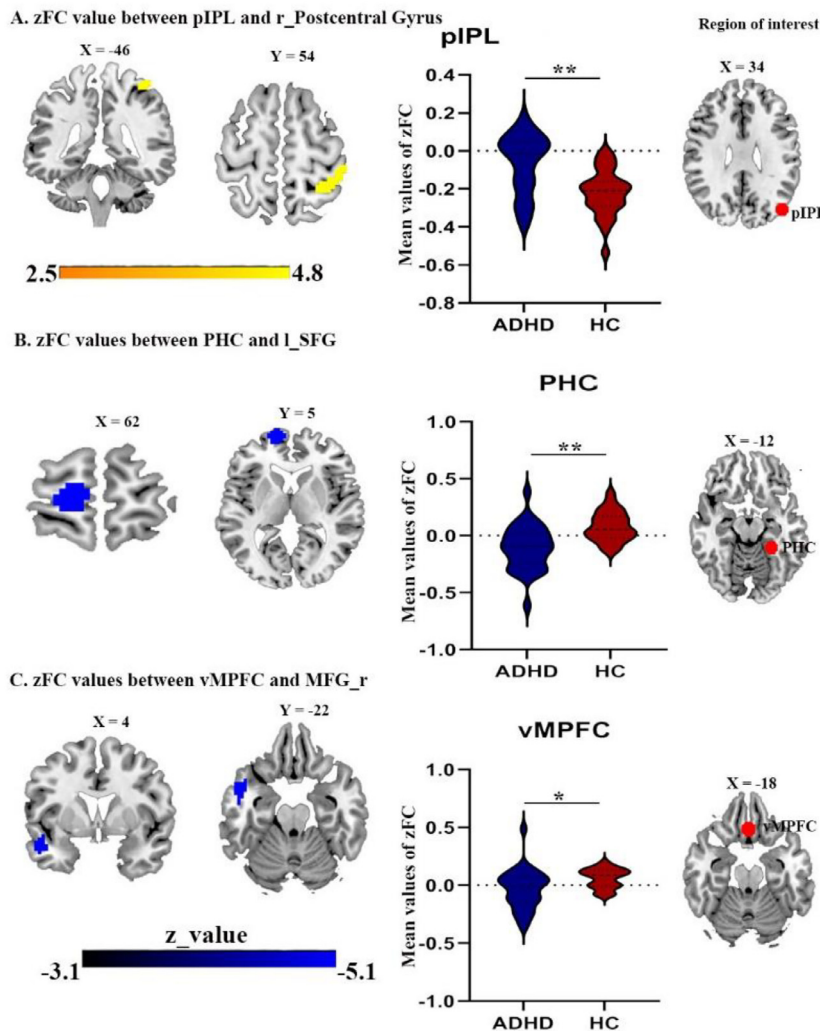 A. zFC value between pIPL and r_Postcentral Gyrus
X = -46
Y = 54
2.5
4.8
pIPL
Mean values of zFC
0.4
0.2
0.0
-0.2
-0.4
-0.6
-0.8
**
ADHD
HC
Region of interest
X = 34
pIPL
B. zFC values between PHC and l_SFG
X = 62
Y = 5
PHC
Mean values of zFC
1.0
0.5
0.0
-0.5
-1.0
**
ADHD
HC
X = -12
PHC
C. zFC values between vMPFC and MFG_r
X = 4
Y = -22
z_value
-3.1
-5.1
vMPFC
Mean values of zFC
1.0
0.5
0.0
-0.5
-1.0
*
ADHD
HC
X = -18
vMPFC